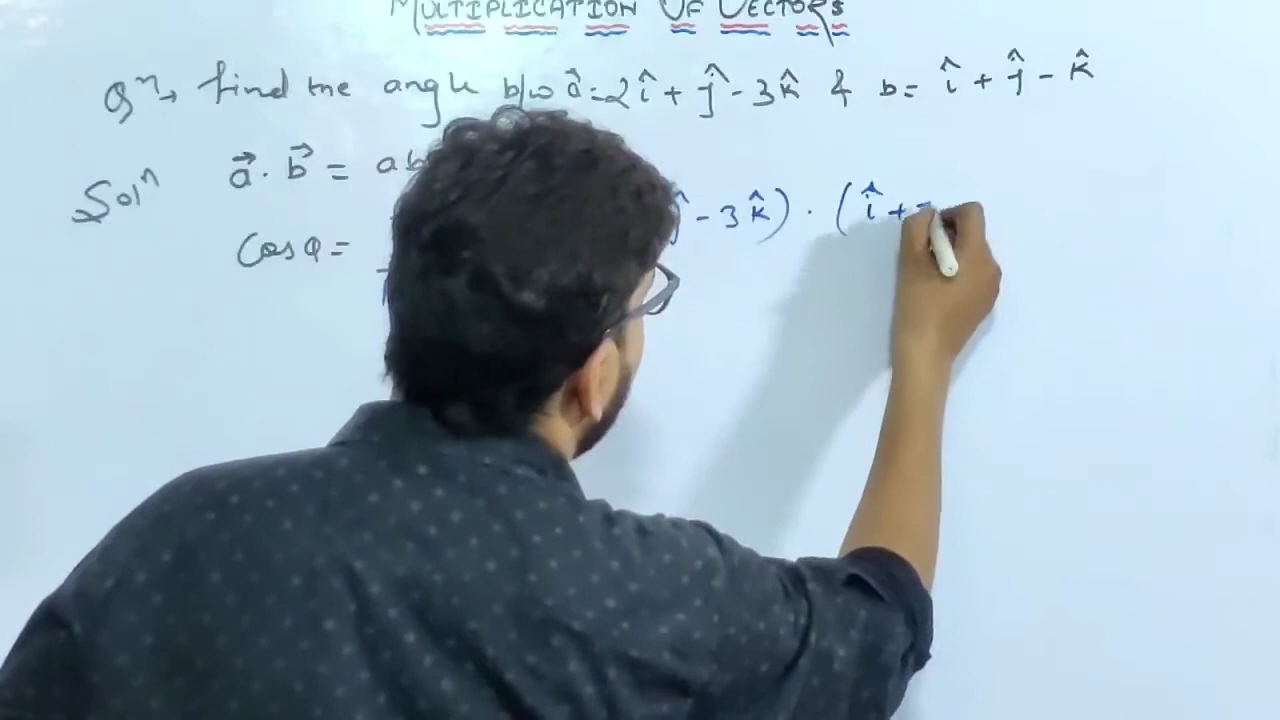 MULTIPLICATION OF VECTORS
Qⁿ→ find the angle b/w a⃗=2î + ĵ - 3k̂ & b= î + ĵ - k̂
Solⁿ a⃗. b⃗ = ab
Cos θ = ĵ - 3k̂) . (î +